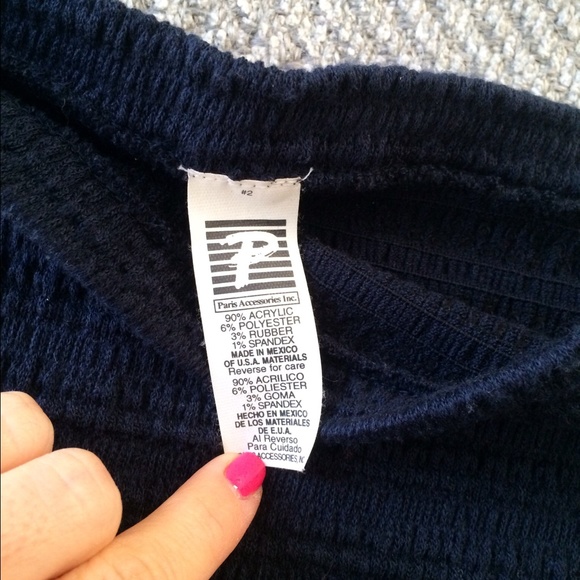 #2
P
Paris Accessories Inc.
90% ACRYLIC
6% POLYESTER
3% RUBBER
1% SPANDEX
MADE IN MEXICO
OF U.S.A. MATERIALS
Reverse for care
90% ACRILICO
6% POLIESTER
3% GOMA
1% SPANDEX
HECHO EN MEXICO
DE LOS MATERIALES
DE E.U.A.
Al Reverso
Para Cuidado
ACCESSORIES,